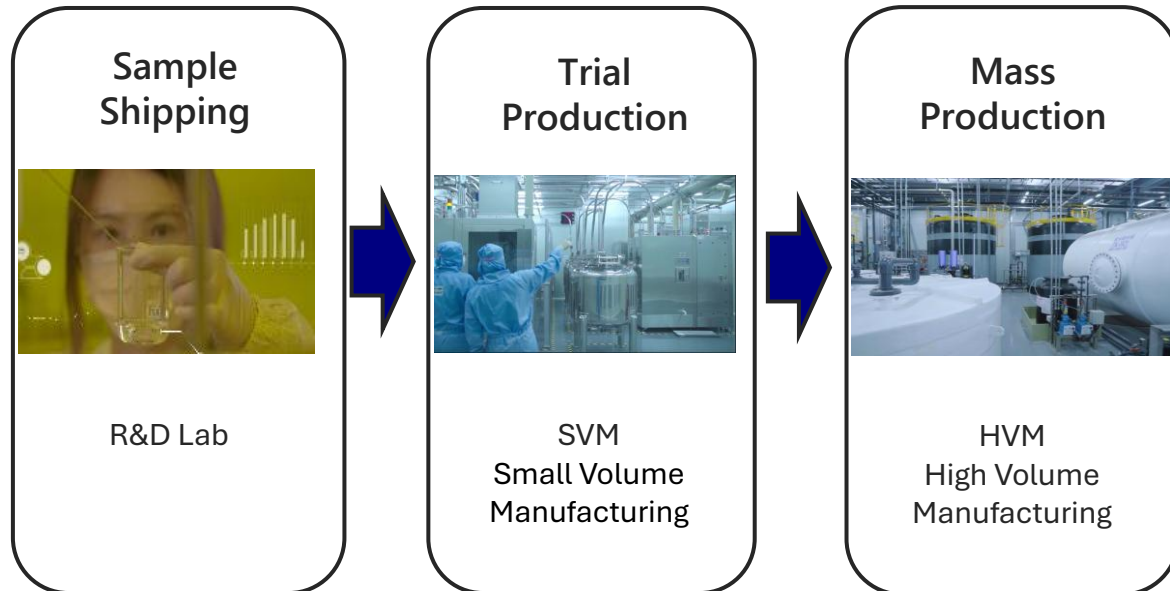 Sample
Shipping
R&D Lab
Trial
Production
SVM
Small Volume
Manufacturing
Mass
Production
HVM
High Volume
Manufacturing